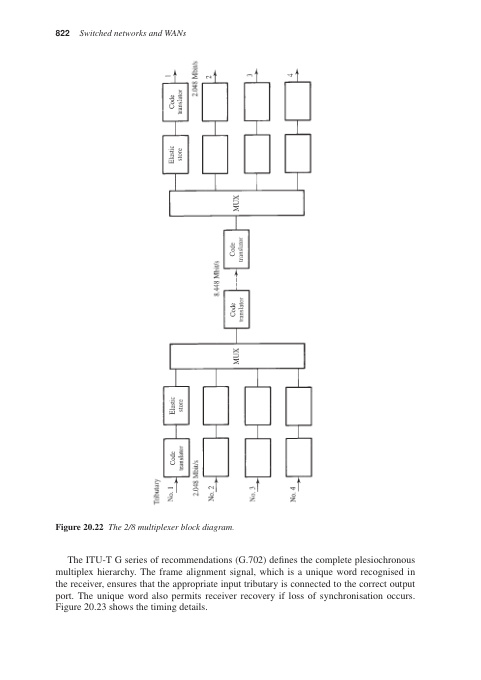 822 Switched networks and WANs
Tributary
No. 1
2.048 Mbit/s
No. 2
No. 3
No. 4
Code
translator
Elastic
store
MUX
Code
translator
8.448 Mbit/s
Code
translator
MUX
Elastic
store
Code
translator
1
2.048 Mbit/s
2
3
4
Figure 20.22 The 2/8 multiplexer block diagram.
The ITU-T G series of recommendations (G.702) defines the complete plesiochronous
multiplex hierarchy. The frame alignment signal, which is a unique word recognised in
the receiver, ensures that the appropriate input tributary is connected to the correct output
port. The unique word also permits receiver recovery if loss of synchronisation occurs.
Figure 20.23 shows the timing details.